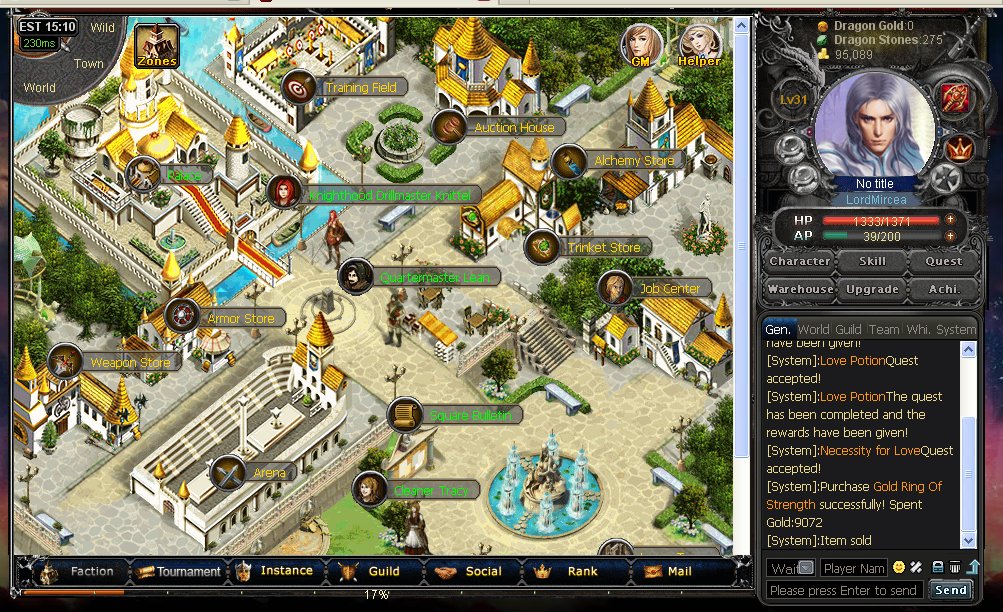 EST 15:10
230ms
Wild
Town
World
Zones
GM
Helper
Training Field
Auction House
Alchemy Store
Palace
Knighthood Drillmaster Knittel
Trinket Store
Quartermaster Lean
Job Center
Armor Store
Weapon Store
Square Bulletin
Arena
Cleaner Tracy
Faction
Tournament
Instance
Guild
Social
Rank
Mail
17%
Dragon Gold:0
Dragon Stones:275
95,089
Lv31
No title
LordMircea
HP 1333/1371 +
AP 39/200 +
Character Skill Quest
Warehouse Upgrade Achi.
Gen. World Guild Team Whi. System
have been given!
[System]:Love PotionQuest
accepted!
[System]:Love PotionThe quest
has been completed and the
rewards have been given!
[System]:Necessity for LoveQuest
accepted!
[System]:Purchase Gold Ring Of
Strength successfully! Spent
Gold:9072
[System]:Item sold
Wait Player Nam
Please press Enter to send
Send